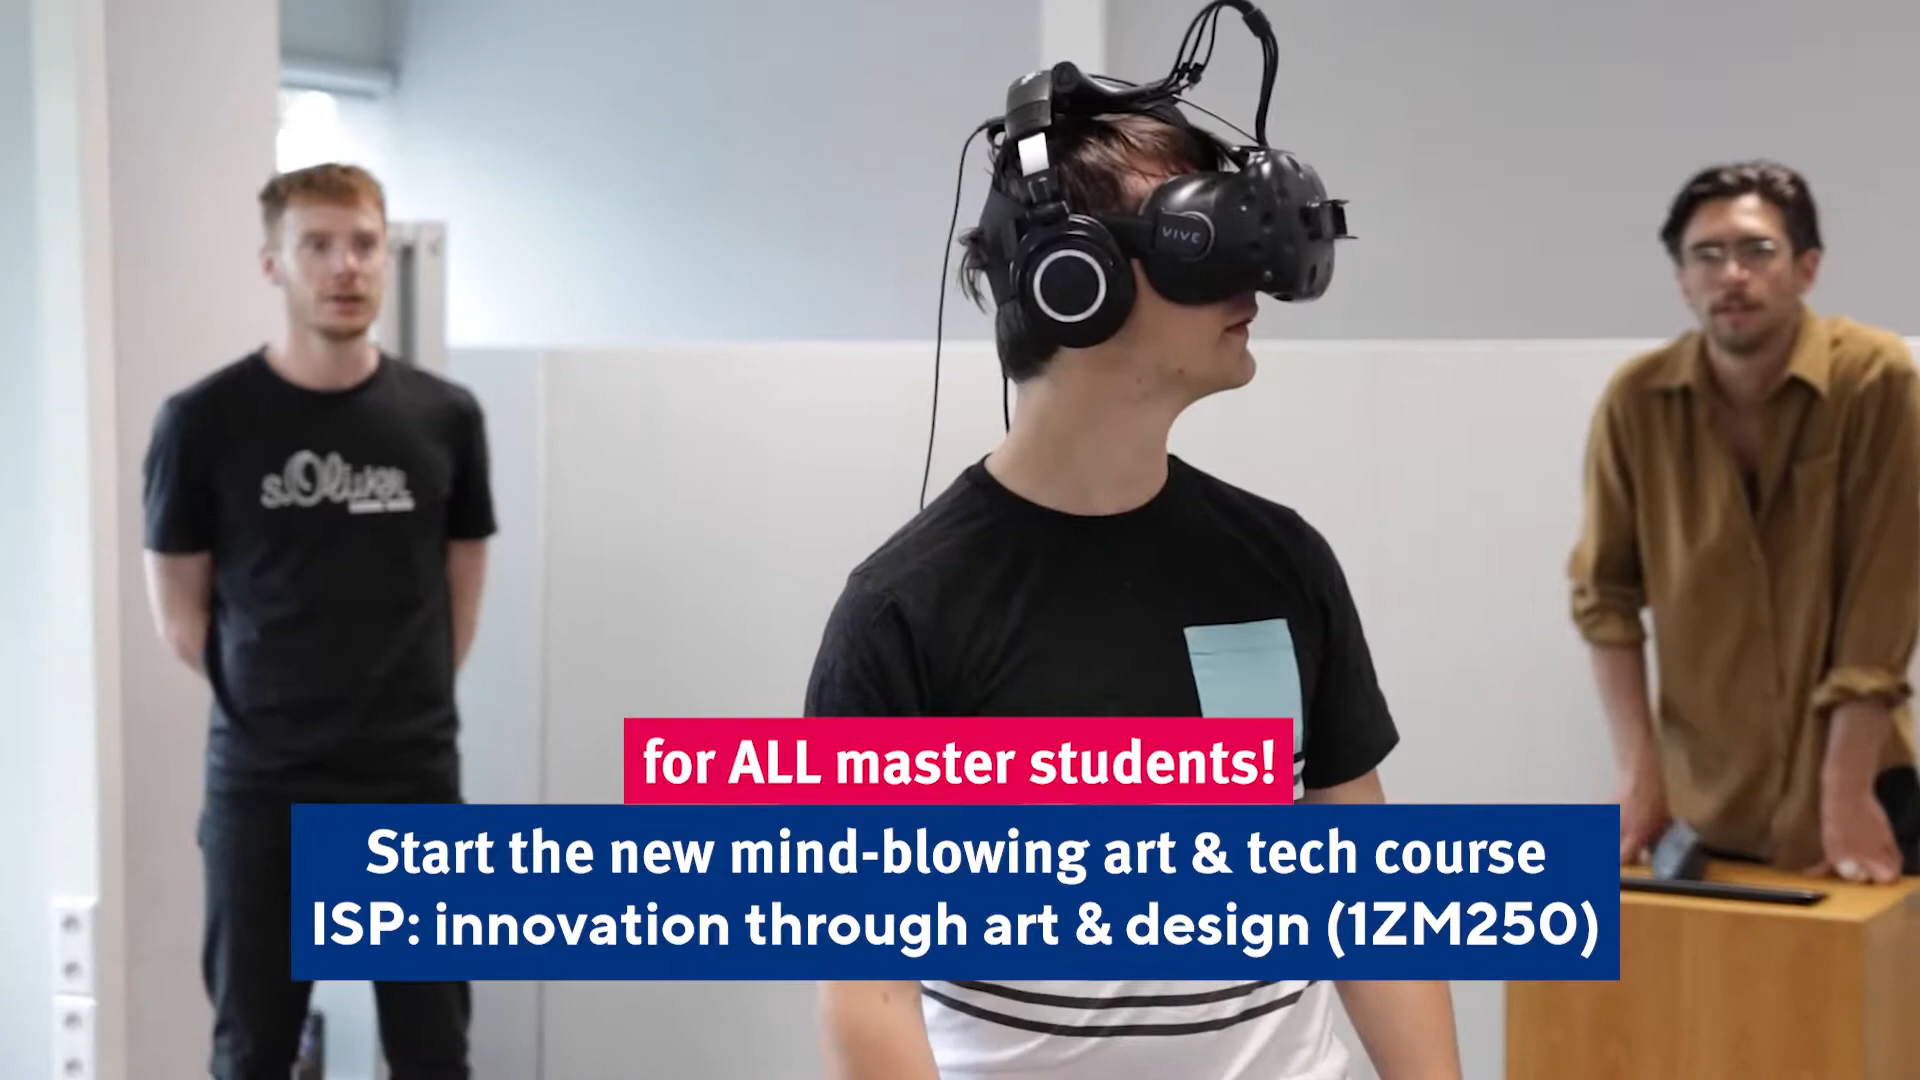 s.Oliver
VIVE
for ALL master students!
Start the new mind-blowing art & tech course
ISP: innovation through art & design (1ZM250)